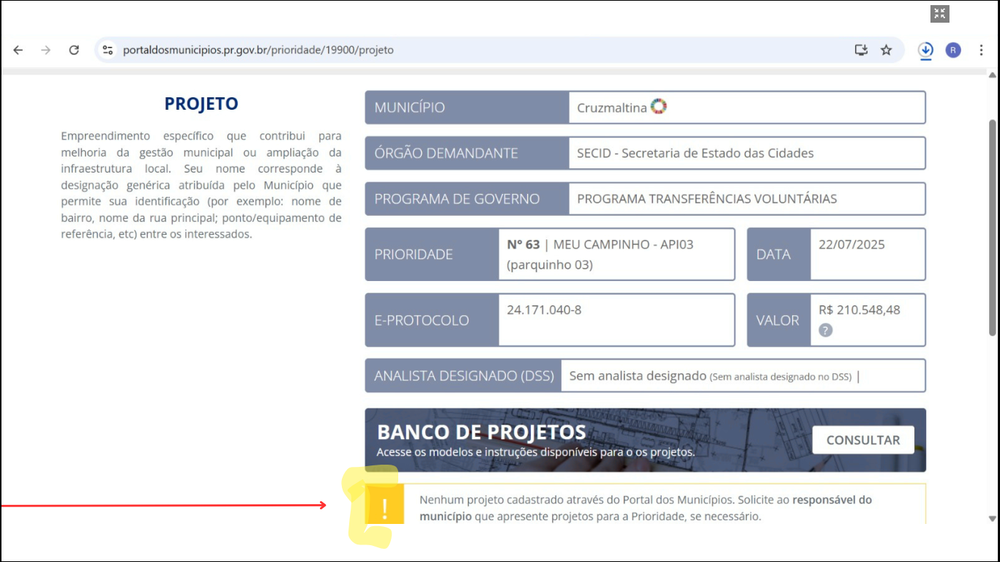 portaldosmunicipios.pr.gov.br/prioridade/19900/projeto
R
PROJETO
Empreendimento específico que contribui para
melhoria da gestão municipal ou ampliação da
infraestrutura local. Seu nome corresponde à
designação genérica atribuída pelo Município que
permite sua identificação (por exemplo: nome de
bairro, nome da rua principal; ponto/equipamento de
referência, etc) entre os interessados.
MUNICÍPIO Cruzmaltina
ÓRGÃO DEMANDANTE SECID - Secretaria de Estado das Cidades
PROGRAMA DE GOVERNO PROGRAMA TRANSFERÊNCIAS VOLUNTÁRIAS
PRIORIDADE Nº 63 | MEU CAMPINHO - API03
(parquinho 03)
DATA 22/07/2025
E-PROTOCOLO 24.171.040-8
VALOR R$ 210.548,48
?
ANALISTA DESIGNADO (DSS) Sem analista designado (Sem analista designado no DSS) |
BANCO DE PROJETOS
Acesse os modelos e instruções disponíveis para o os projetos.
CONSULTAR
!
Nenhum projeto cadastrado através do Portal dos Municípios. Solicite ao responsável do
município que apresente projetos para a Prioridade, se necessário.